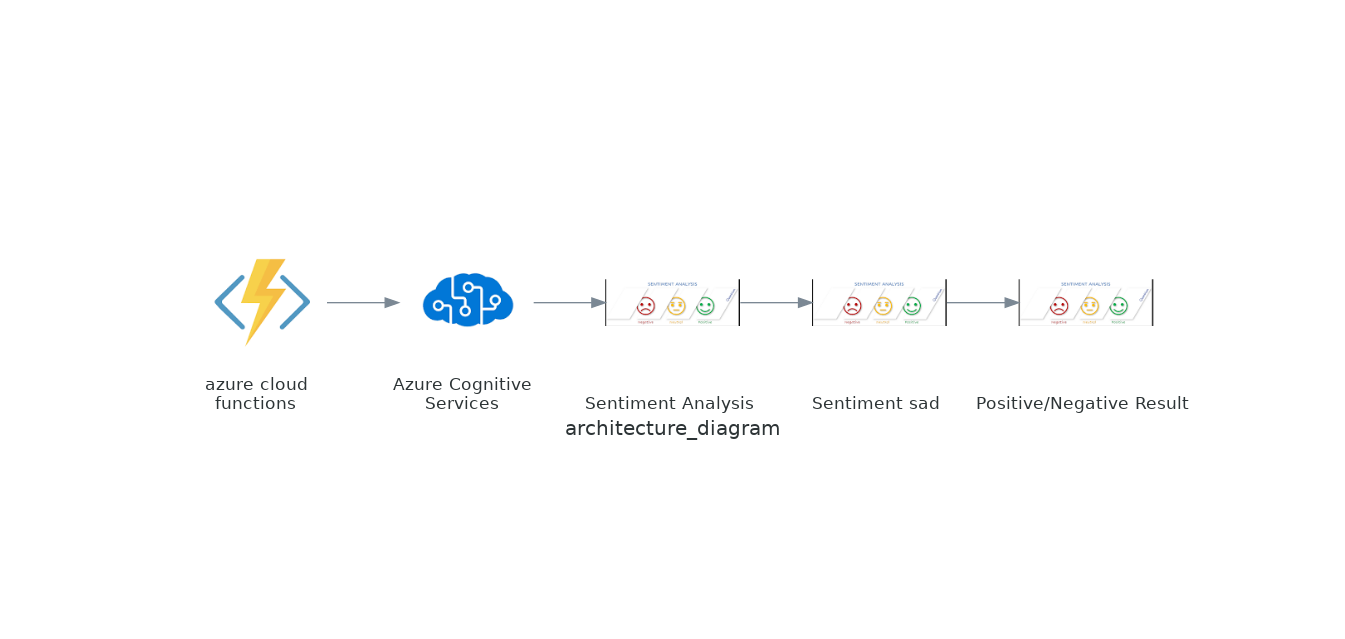 SENTIMENT ANALYSIS
negative neutral Positive
SENTIMENT ANALYSIS
negative neutral Positive
SENTIMENT ANALYSIS
negative neutral Positive
azure cloud
functions
Azure Cognitive
Services
Sentiment Analysis
Sentiment sad
Positive/Negative Result
architecture_diagram